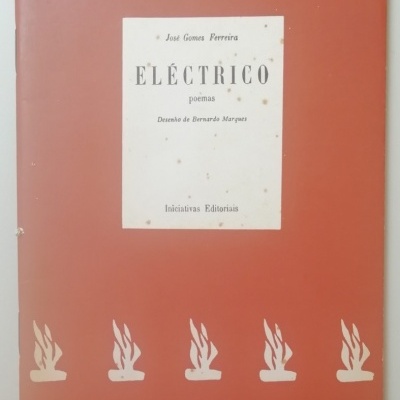 José Gomes Ferreira
ELÉCTRICO
poemas
Desenho de Bernardo Marques
Iniciativas Editoriais